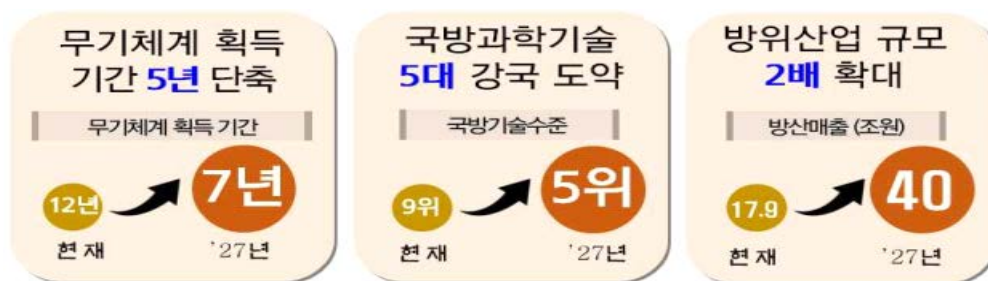 무기체계 획득
기간 5년 단축
무기체계 획득 기간
12년
7년
현 재
'27년
국방과학기술
5대 강국 도약
국방기술수준
9위
5위
현 재
'27년
방위산업 규모
2배 확대
방산매출 (조원)
17.9
40
현 재
'27년